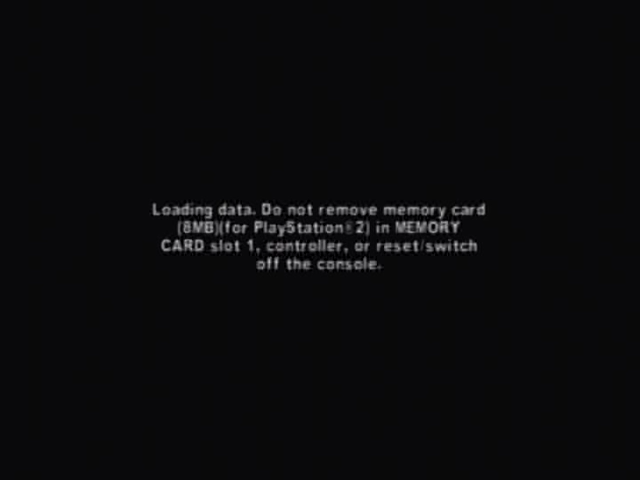 Loading data. Do not remove memory card
(8MB)(for PlayStation®2) in MEMORY
CARD slot 1, controller, or reset/switch
off the console.